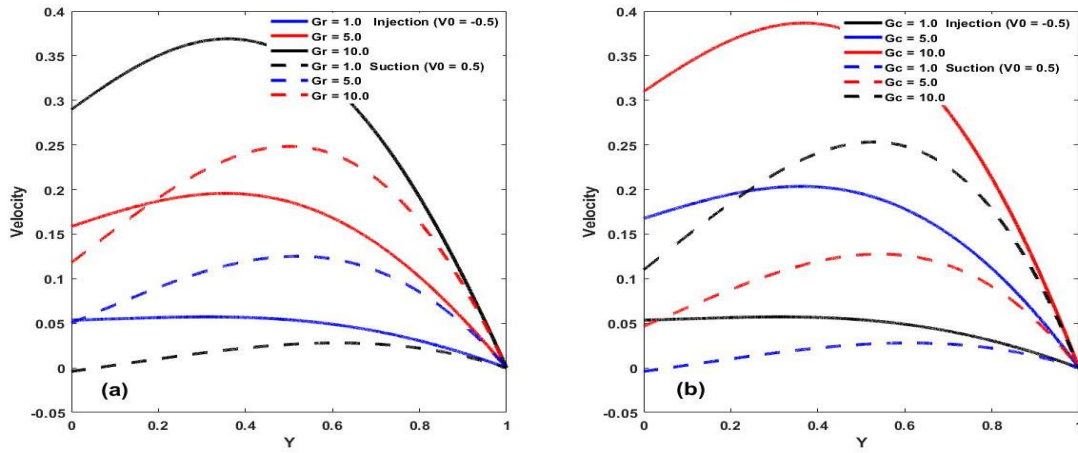 0.4
0.35
0.3
0.25
0.2
0.15
0.1
0.05
0
-0.05
Velocity
Gr = 1.0 Injection (V0 = -0.5)
Gr = 5.0
Gr = 10.0
Gr = 1.0 Suction (V0 = 0.5)
Gr = 5.0
Gr = 10.0
(a)
0 0.2 0.4 0.6 0.8 1
Y
0.4
0.35
0.3
0.25
0.2
0.15
0.1
0.05
0
-0.05
Velocity
Gc = 1.0 Injection (V0 = -0.5)
Gc = 5.0
Gc = 10.0
Gc = 1.0 Suction (V0 = 0.5)
Gc = 5.0
Gc = 10.0
(b)
0 0.2 0.4 0.6 0.8 1
Y